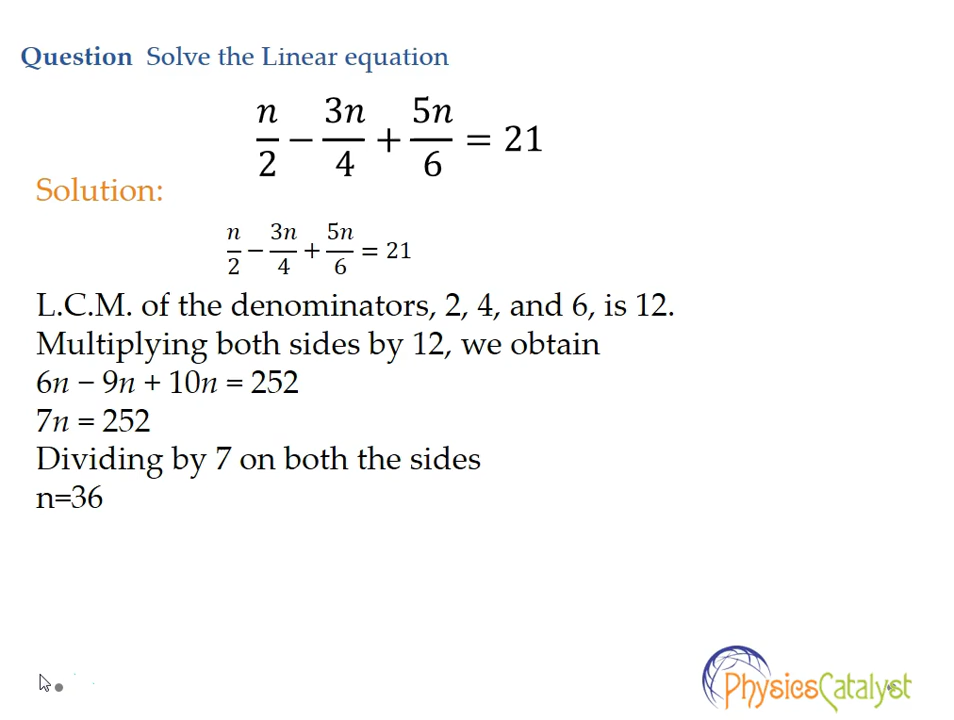 Question Solve the Linear equation
n/2 − 3n/4 + 5n/6 = 21
Solution:
n/2 − 3n/4 + 5n/6 = 21
L.C.M. of the denominators, 2, 4, and 6, is 12.
Multiplying both sides by 12, we obtain
6n − 9n + 10n = 252
7n = 252
Dividing by 7 on both the sides
n=36
PhysicsCatalyst